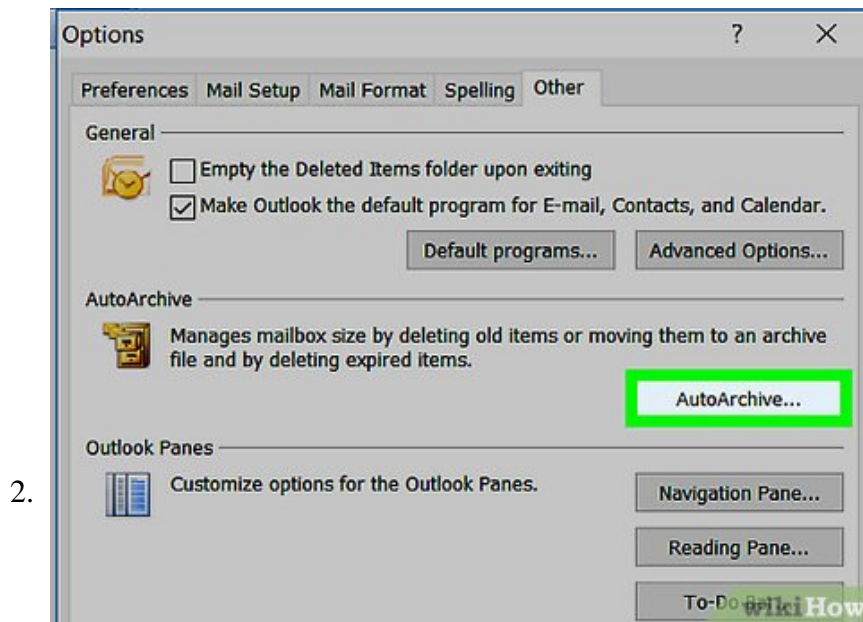 Options
?
Preferences Mail Setup Mail Format Spelling Other
General
Empty the Deleted Items folder upon exiting
Make Outlook the default program for E-mail, Contacts, and Calendar.
Default programs... Advanced Options...
AutoArchive
Manages mailbox size by deleting old items or moving them to an archive
file and by deleting expired items.
AutoArchive...
Outlook Panes
2.
Customize options for the Outlook Panes.
Navigation Pane...
Reading Pane...
To-Do
wikiHow